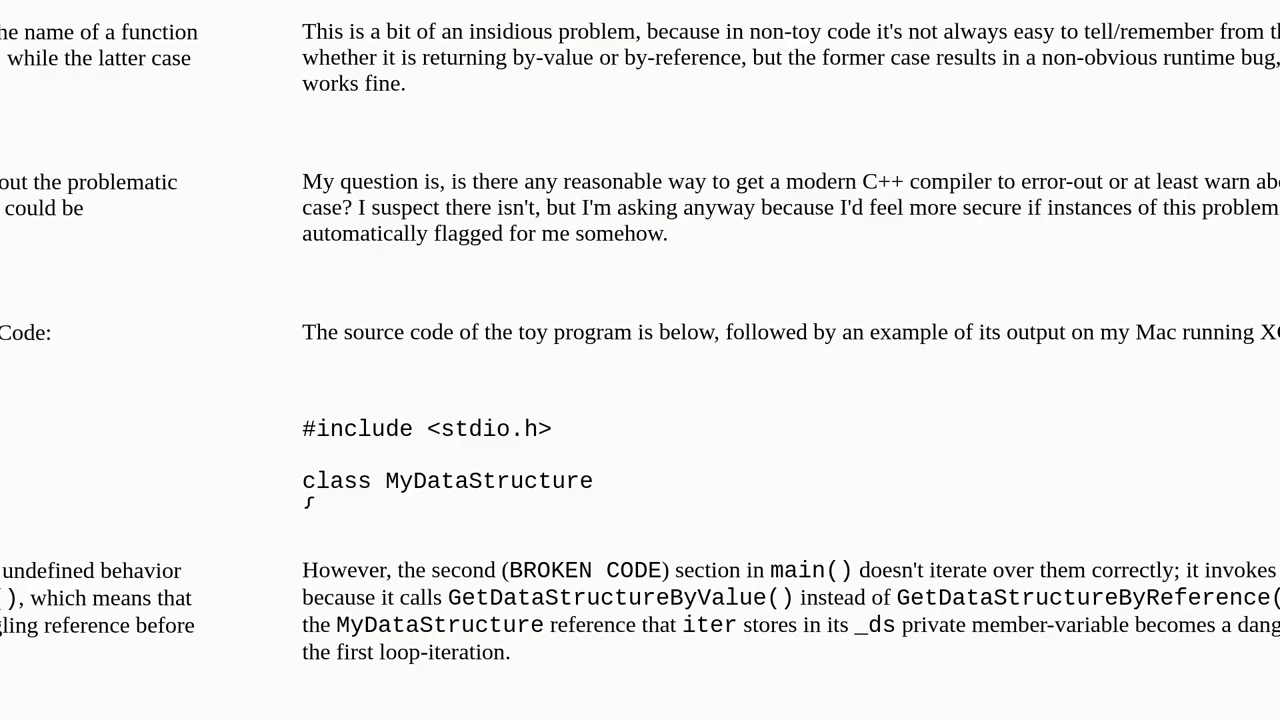 he name of a function
while the latter case
out the problematic
could be
Code:
undefined behavior
(), which means that
gling reference before
This is a bit of an insidious problem, because in non-toy code it's not always easy to tell/remember from th
whether it is returning by-value or by-reference, but the former case results in a non-obvious runtime bug,
works fine.
My question is, is there any reasonable way to get a modern C++ compiler to error-out or at least warn abo
case? I suspect there isn't, but I'm asking anyway because I'd feel more secure if instances of this problem
automatically flagged for me somehow.
The source code of the toy program is below, followed by an example of its output on my Mac running XC
#include <stdio.h>
class MyDataStructure
{
However, the second (BROKEN CODE) section in main() doesn't iterate over them correctly; it invokes
because it calls GetDataStructureByValue() instead of GetDataStructureByReference(
the MyDataStructure reference that iter stores in its _ds private member-variable becomes a dang
the first loop-iteration.